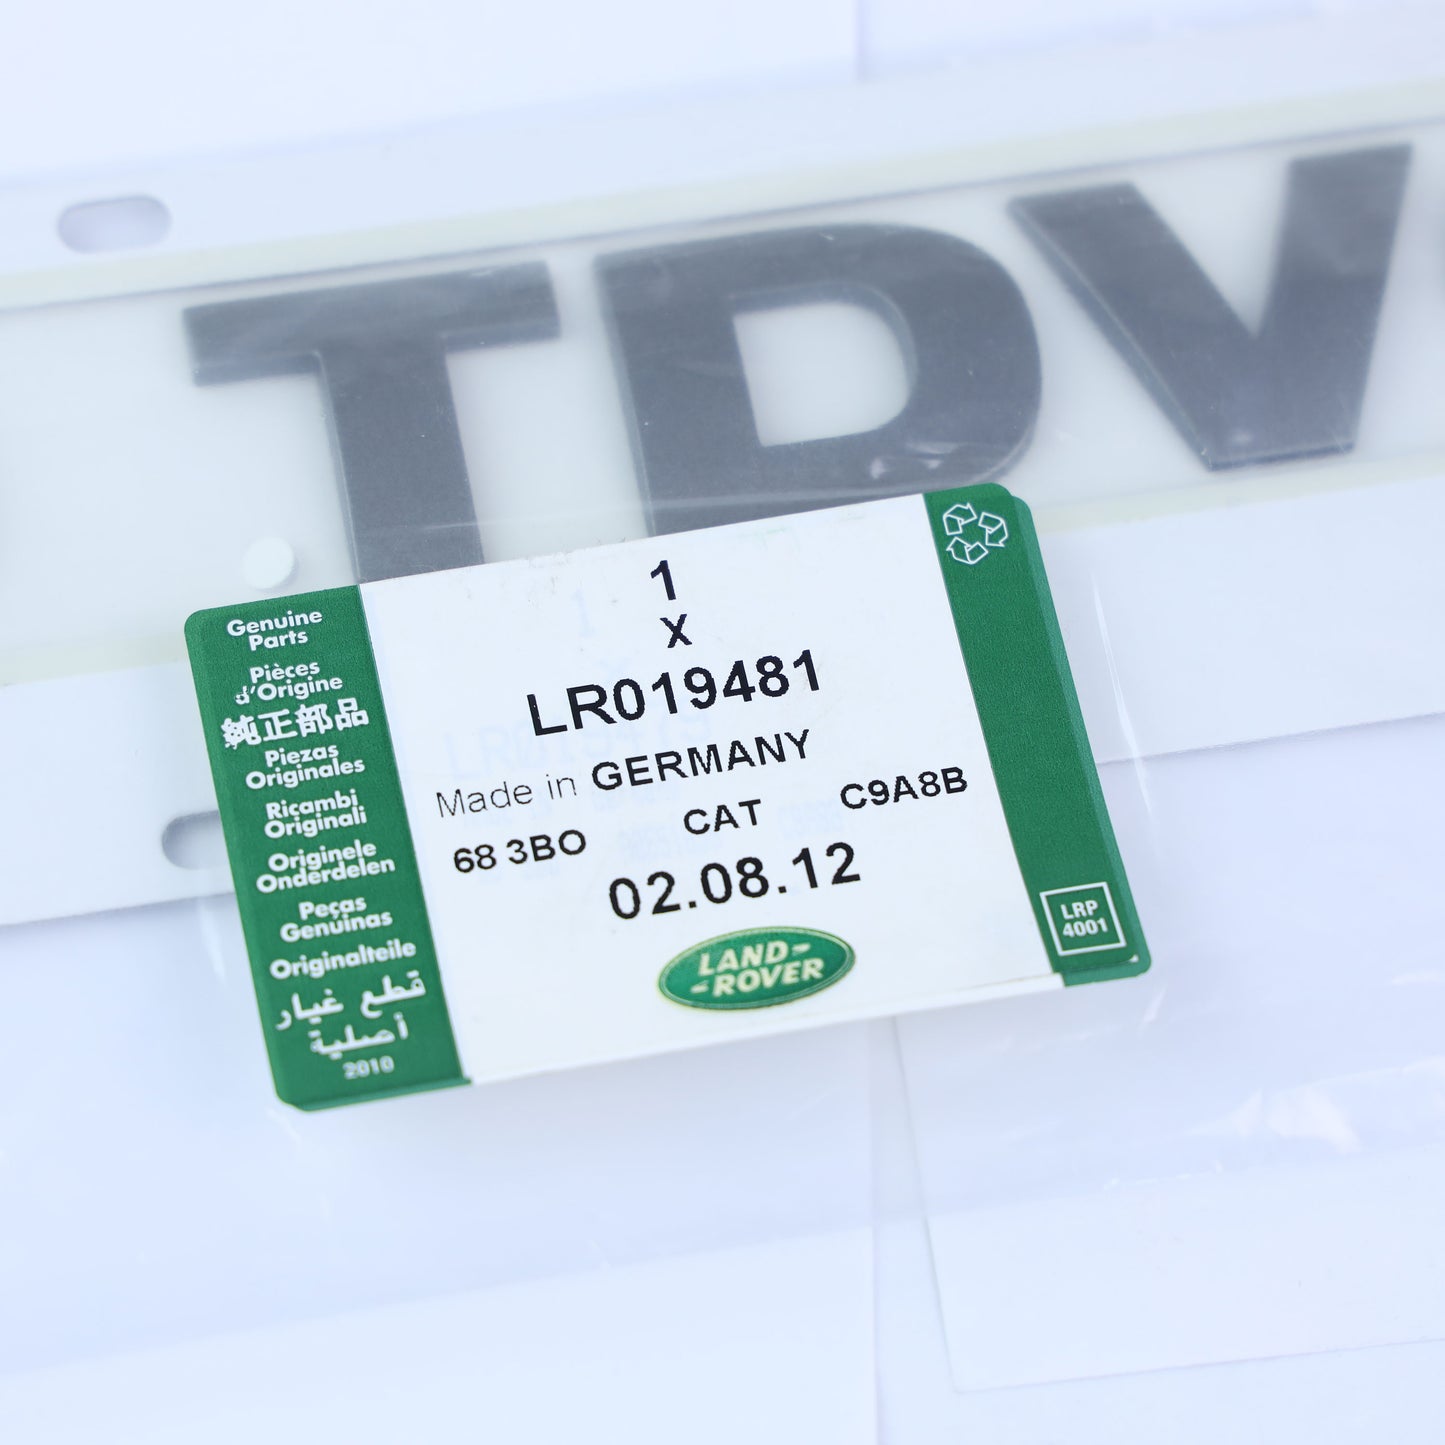 TDV
1
X
LR019481
Made in GERMANY
68 3BO CAT C9A8B
02.08.12
LAND-
-ROVER
Genuine
Parts
Pièces
d'Origine
純正部品
Piezas
Originales
Ricambi
Originali
Originele
Onderdelen
Peças
Genuinas
Originalteile
قطع غيار
أصلية
2010
LRP
4001